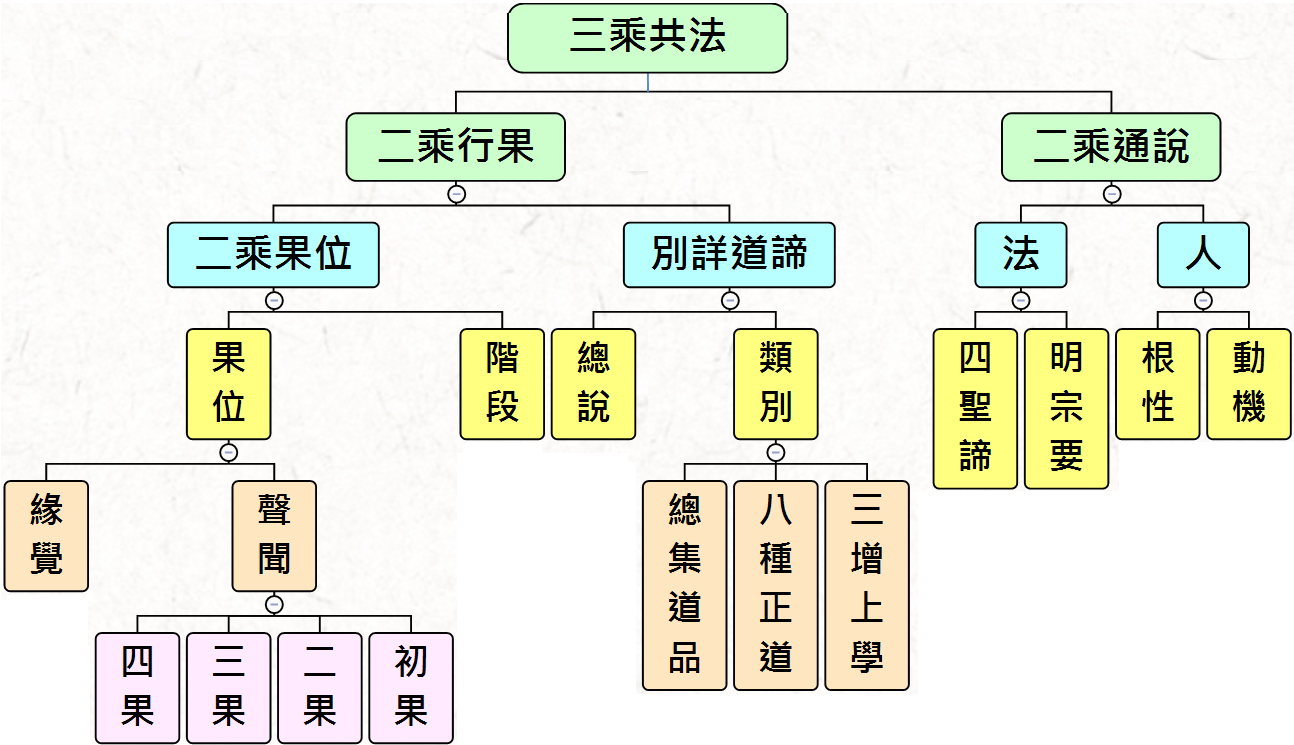 三乘共法
二乘行果
二乘通說
二乘果位
別詳道諦
法
人
果位
階段
總說
類別
四聖諦
明宗要
根性
動機
緣覺
聲聞
總集道品
八種正道
三增上學
四果
三果
二果
初果